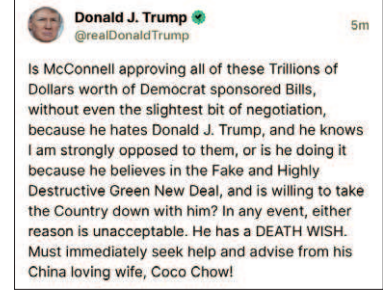 Donald J. Trump
@realDonaldTrump
5m
Is McConnell approving all of these Trillions of
Dollars worth of Democrat sponsored Bills,
without even the slightest bit of negotiation,
because he hates Donald J. Trump, and he knows
I am strongly opposed to them, or is he doing it
because he believes in the Fake and Highly
Destructive Green New Deal, and is willing to take
the Country down with him? In any event, either
reason is unacceptable. He has a DEATH WISH.
Must immediately seek help and advise from his
China loving wife, Coco Chow!